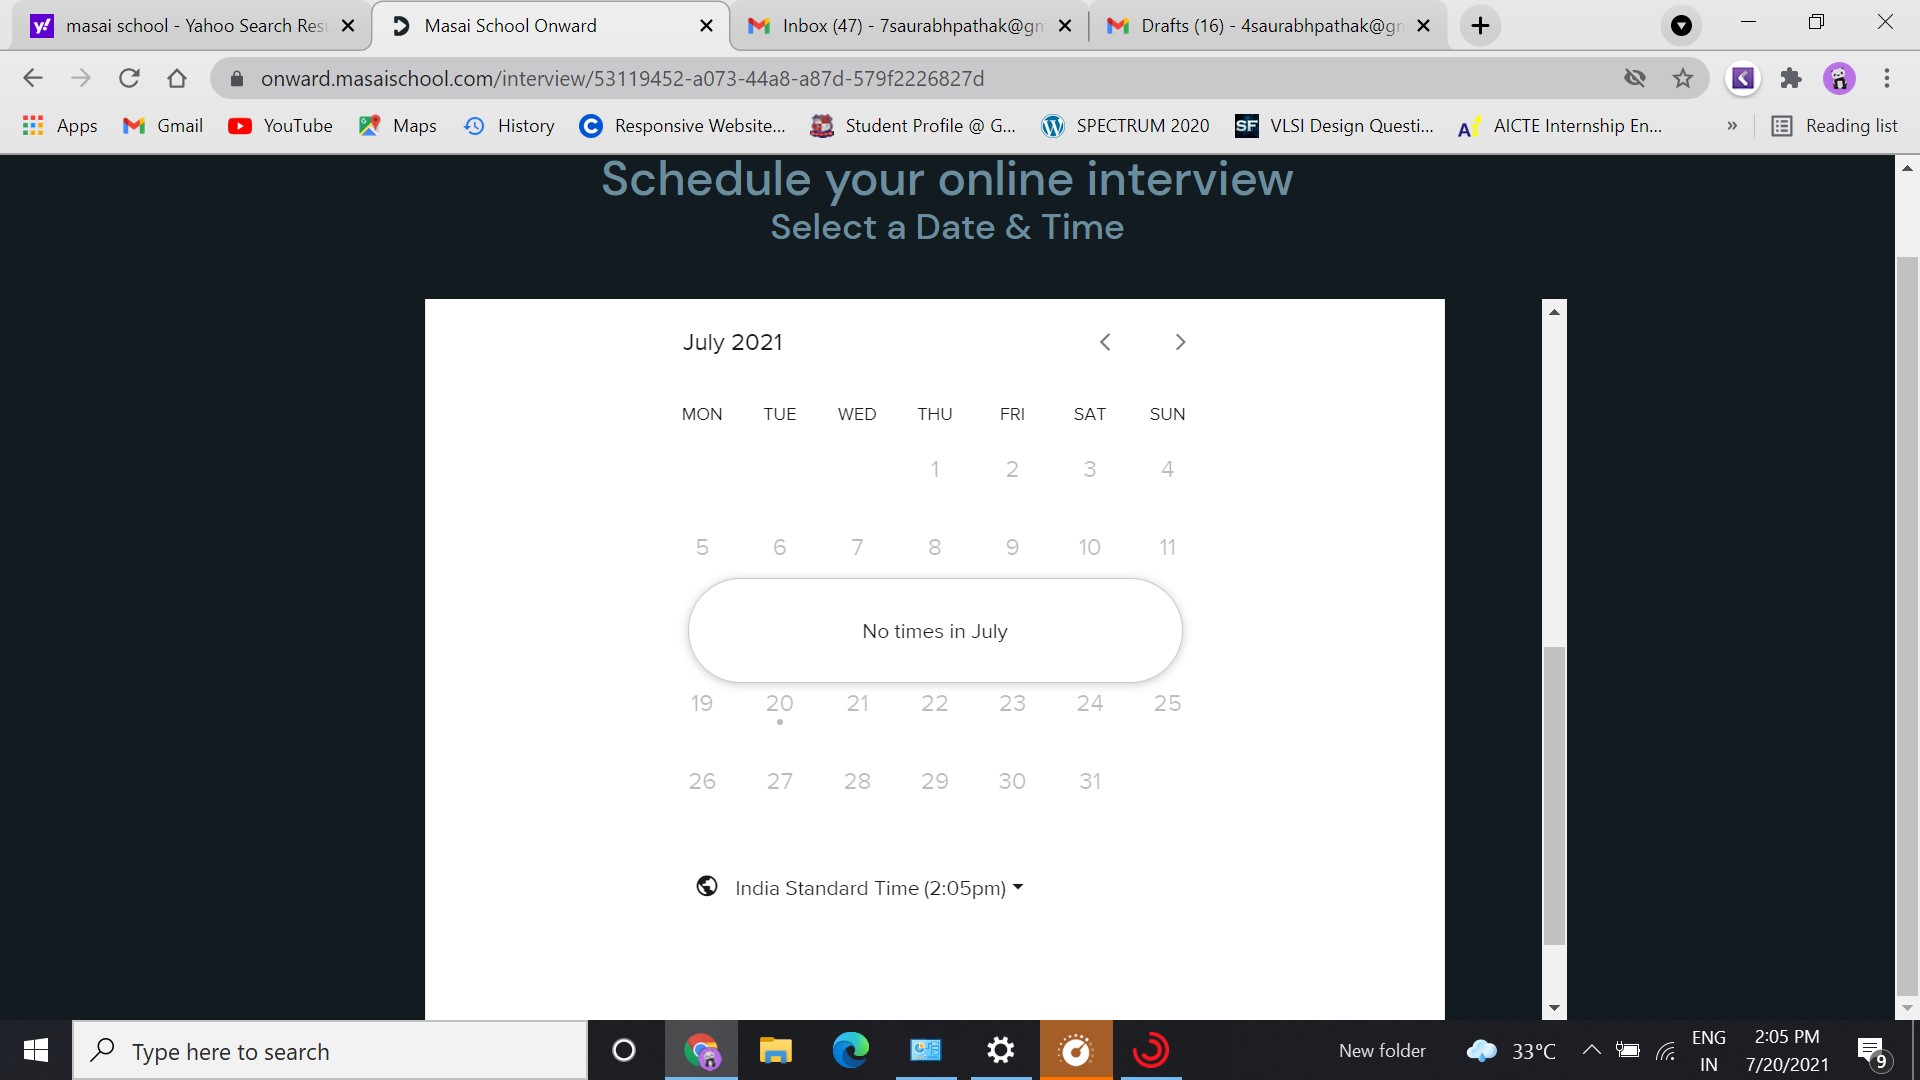 masai school - Yahoo Search Res
Masai School Onward
Inbox (47) - 7saurabhpathak@gm
Drafts (16) - 4saurabhpathak@gm
onward.masaischool.com/interview/53119452-a073-44a8-a87d-579f2226827d
Apps Gmail YouTube Maps History Responsive Website... Student Profile @ G... SPECTRUM 2020 SF VLSI Design Questi... AICTE Internship En... » Reading list
Schedule your online interview
Select a Date & Time
July 2021
MON TUE WED THU FRI SAT SUN
1 2 3 4
5 6 7 8 9 10 11
No times in July
19 20 21 22 23 24 25
26 27 28 29 30 31
India Standard Time (2:05pm)
Type here to search
New folder
33°C
ENG
IN
2:05 PM
7/20/2021
9